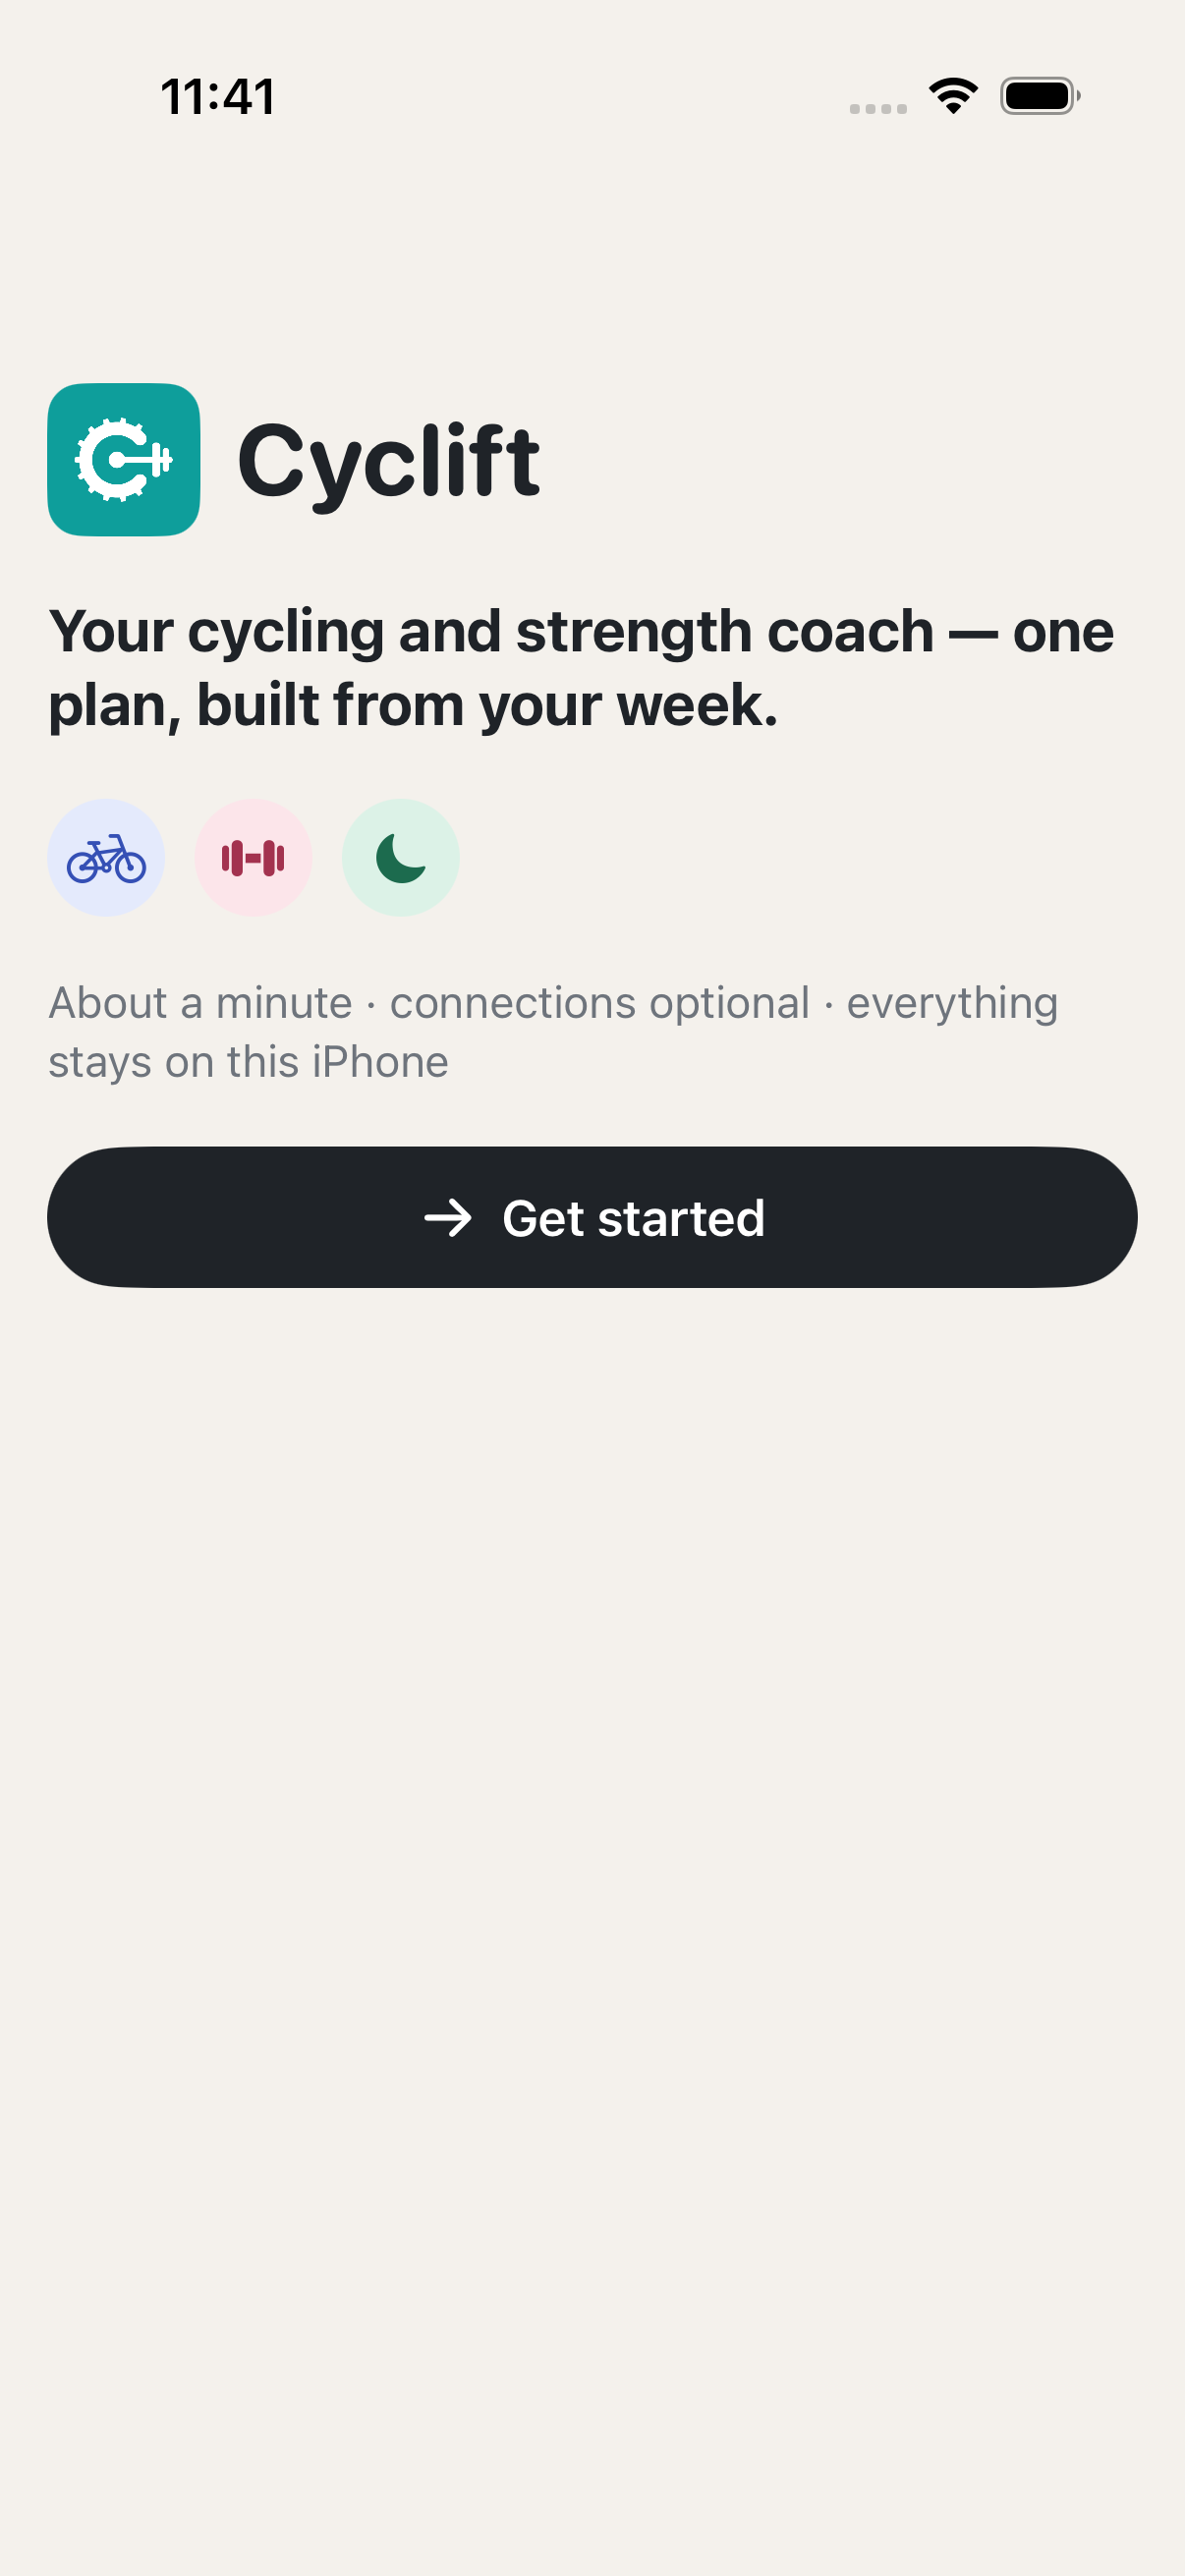 11:41
Cyclift
Your cycling and strength coach — one
plan, built from your week.
About a minute · connections optional · everything
stays on this iPhone
Get started